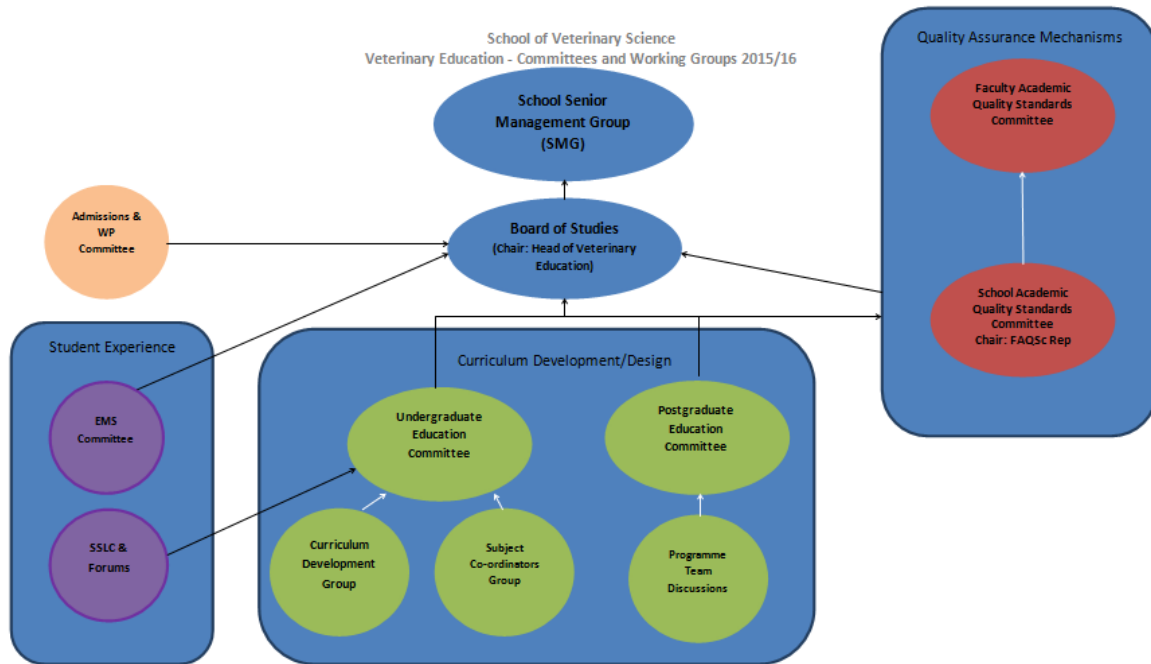 School of Veterinary Science
Veterinary Education - Committees and Working Groups 2015/16
School Senior
Management Group
(SMG)
Quality Assurance Mechanisms
Faculty Academic
Quality Standards
Committee
Admissions &
WP
Committee
Board of Studies
(Chair: Head of Veterinary
Education)
School Academic
Quality Standards
Committee
Chair: FAQSc Rep
Student Experience
EMS
Committee
SSLC &
Forums
Curriculum Development/Design
Undergraduate
Education
Committee
Postgraduate
Education
Committee
Curriculum
Development
Group
Subject
Co-ordinators
Group
Programme
Team
Discussions